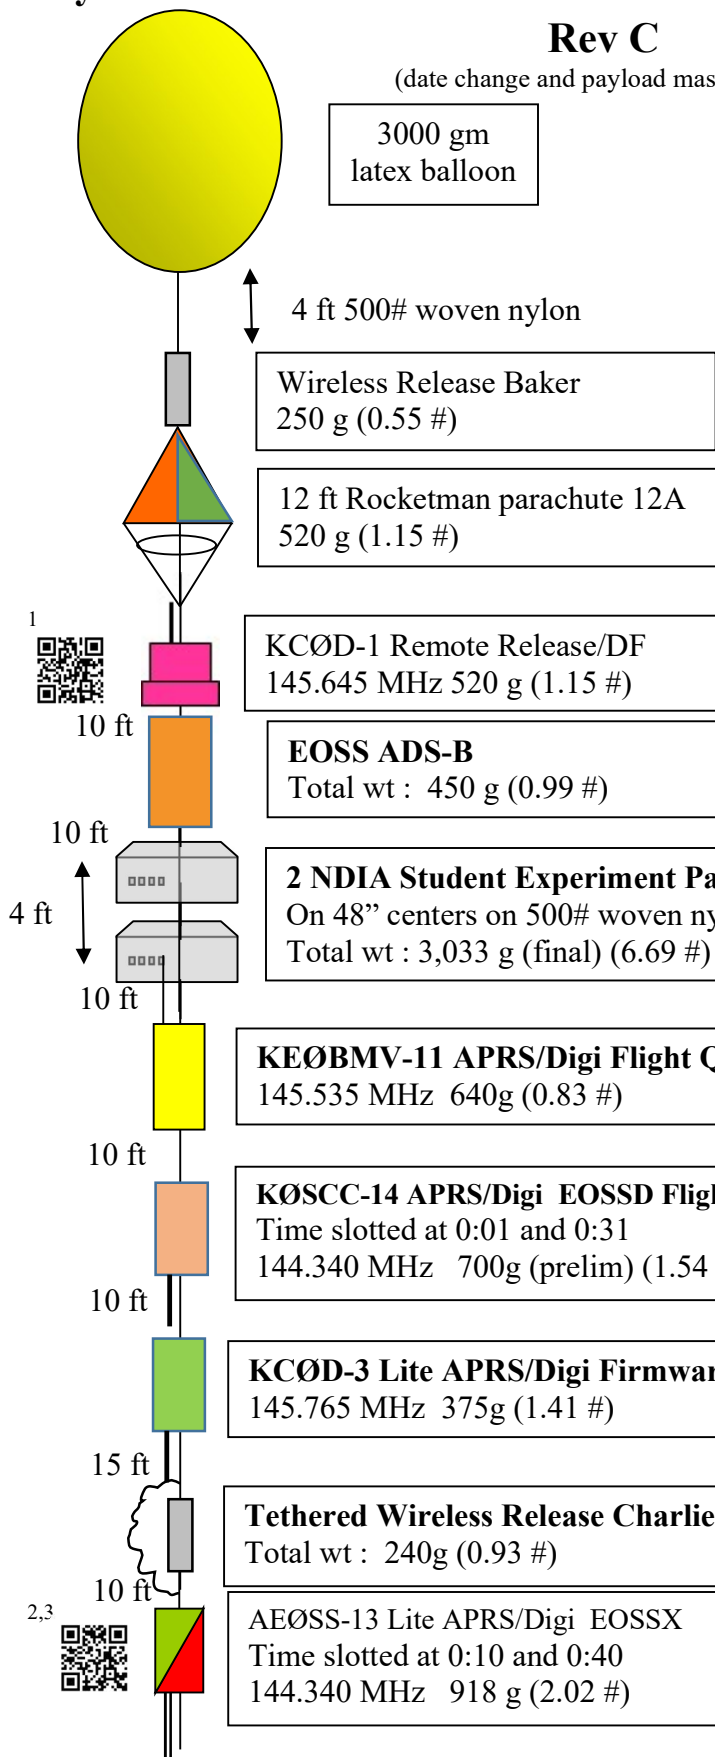 Rev C
(date change and payload mas
3000 gm
latex balloon
4 ft 500# woven nylon
Wireless Release Baker
250 g (0.55 #)
12 ft Rocketman parachute 12A
520 g (1.15 #)
1
KCØD-1 Remote Release/DF
145.645 MHz 520 g (1.15 #)
10 ft
EOSS ADS-B
Total wt : 450 g (0.99 #)
10 ft
4 ft
2 NDIA Student Experiment Pa
On 48” centers on 500# woven ny
Total wt : 3,033 g (final) (6.69 #)
10 ft
KEØBMV-11 APRS/Digi Flight Q
145.535 MHz 640g (0.83 #)
10 ft
KØSCC-14 APRS/Digi EOSSD Fligh
Time slotted at 0:01 and 0:31
144.340 MHz 700g (prelim) (1.54
10 ft
KCØD-3 Lite APRS/Digi Firmwar
145.765 MHz 375g (1.41 #)
15 ft
Tethered Wireless Release Charlie
Total wt : 240g (0.93 #)
10 ft
2,3
AEØSS-13 Lite APRS/Digi EOSSX
Time slotted at 0:10 and 0:40
144.340 MHz 918 g (2.02 #)